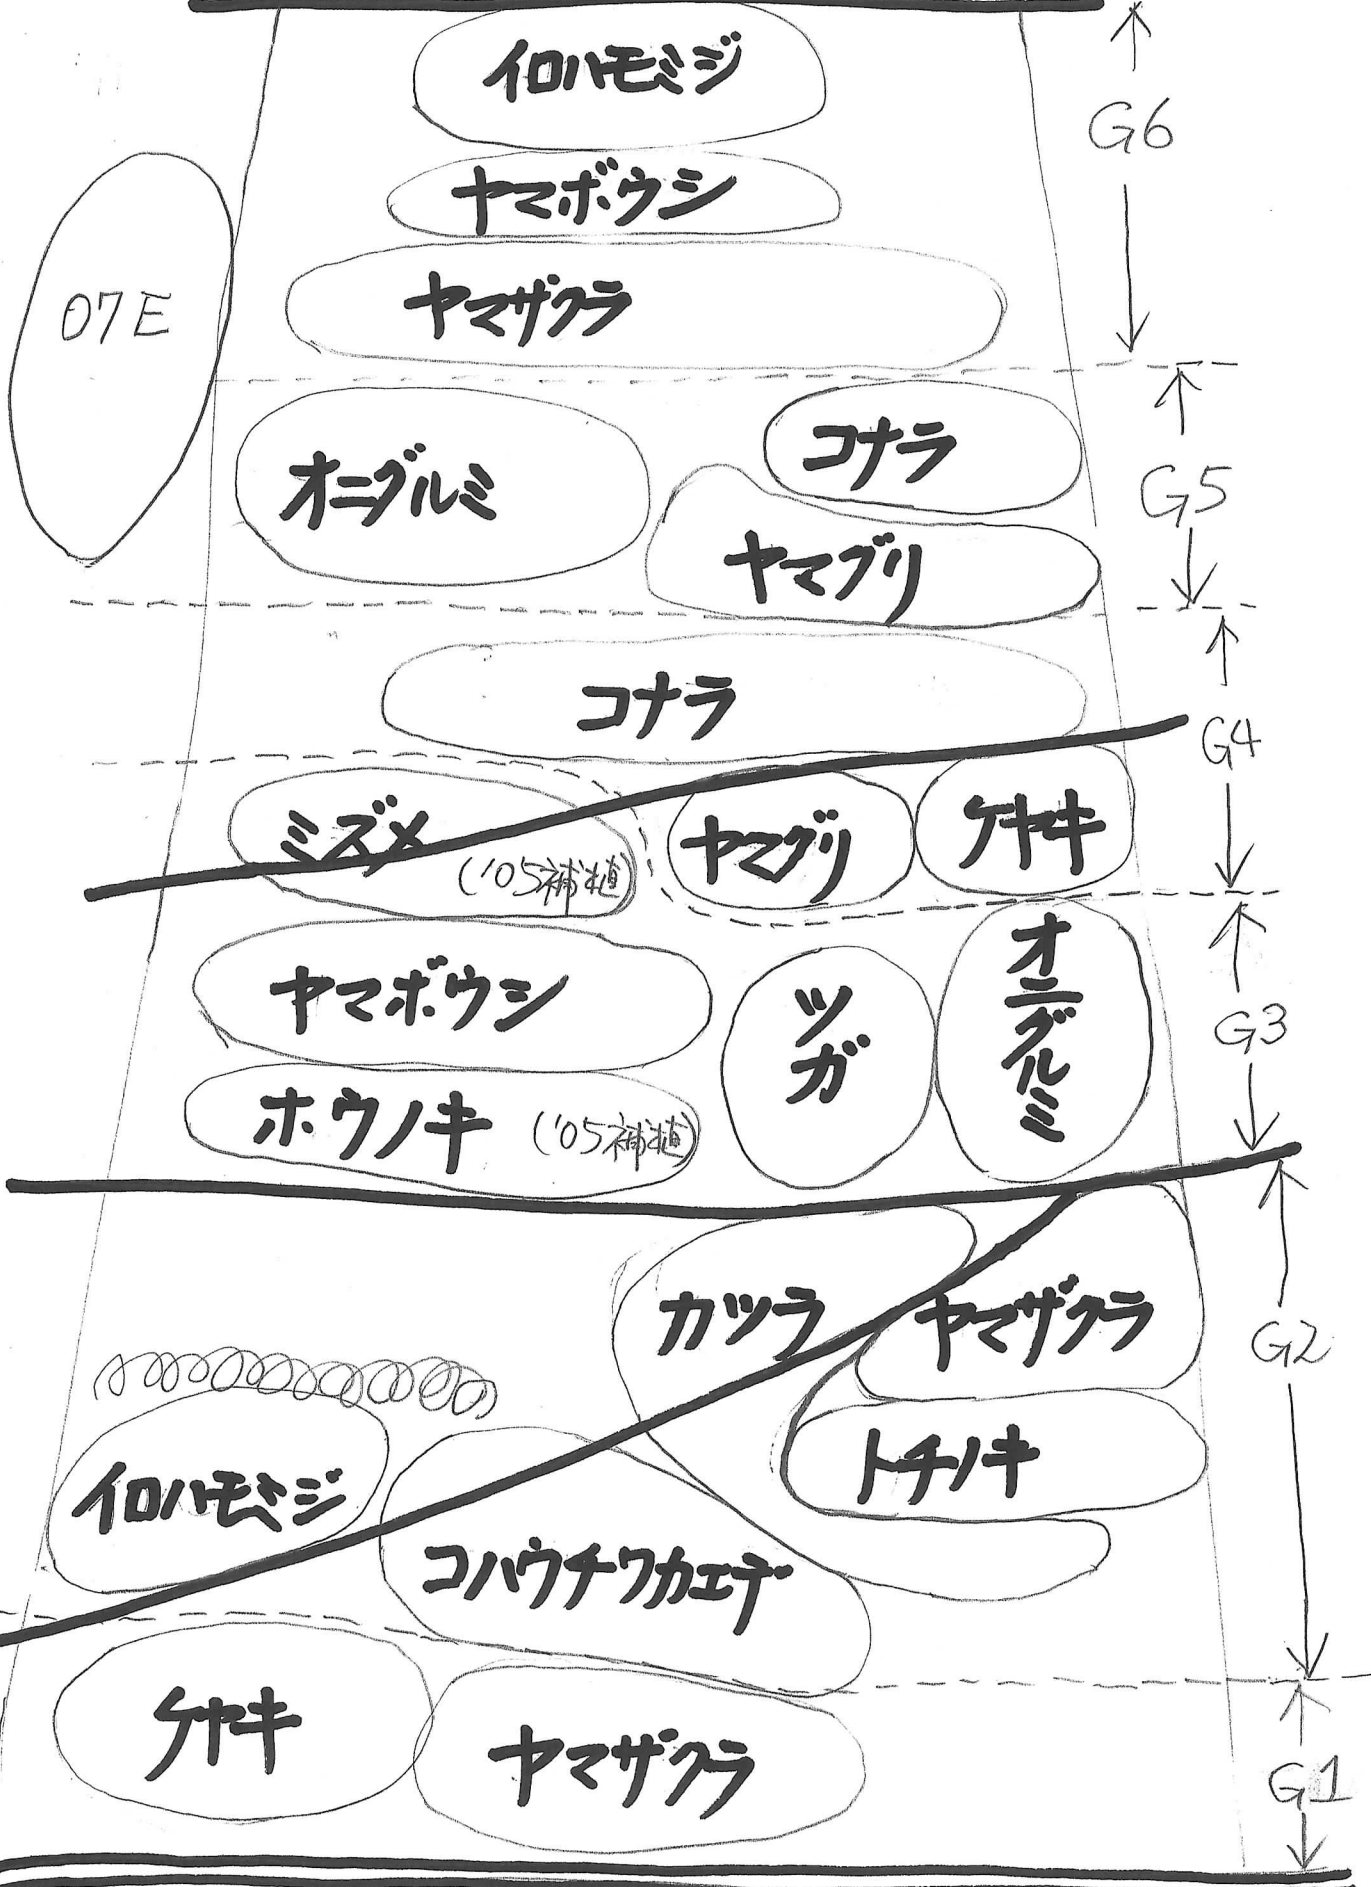 イロハモミジ
G6
ヤマボウシ
07E
ヤマザクラ
コナラ
オニグルミ
G5
ヤマグリ
コナラ
G4
ミズメ
('05補植)
ヤマグリ
ケヤキ
ヤマボウシ
ツガ
オニグルミ
G3
ホウノキ ('05補植)
カツラ
ヤマザクラ
G2
トチノキ
イロハモミジ
コハウチワカエデ
ケヤキ
ヤマザクラ
G1